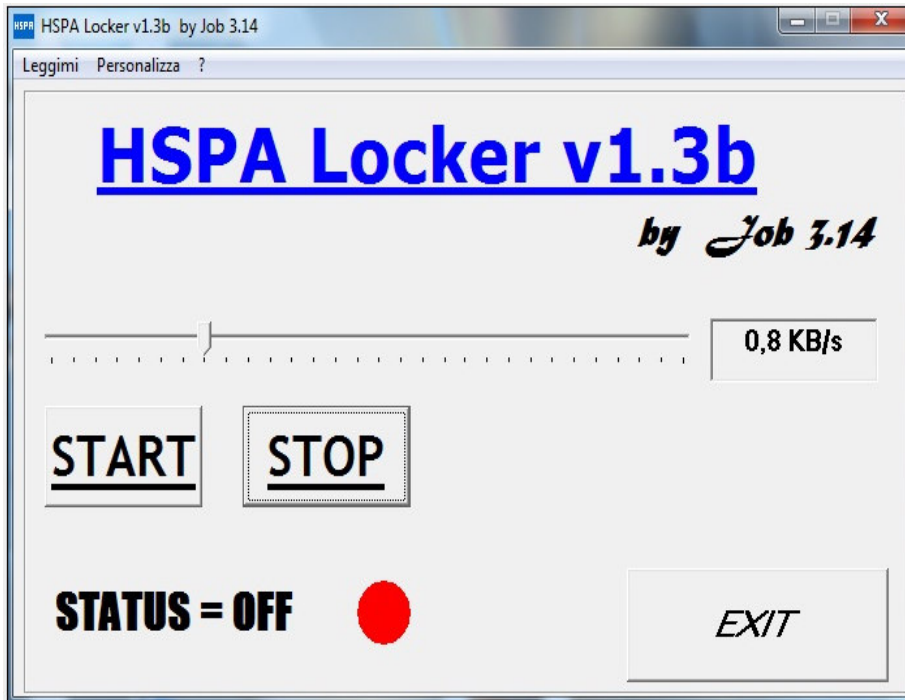 HSPA HSPA Locker v1.3b by Job 3.14
Leggimi Personalizza ?
HSPA Locker v1.3b
by Job 3.14
0,8 KB/s
START STOP
STATUS = OFF
EXIT